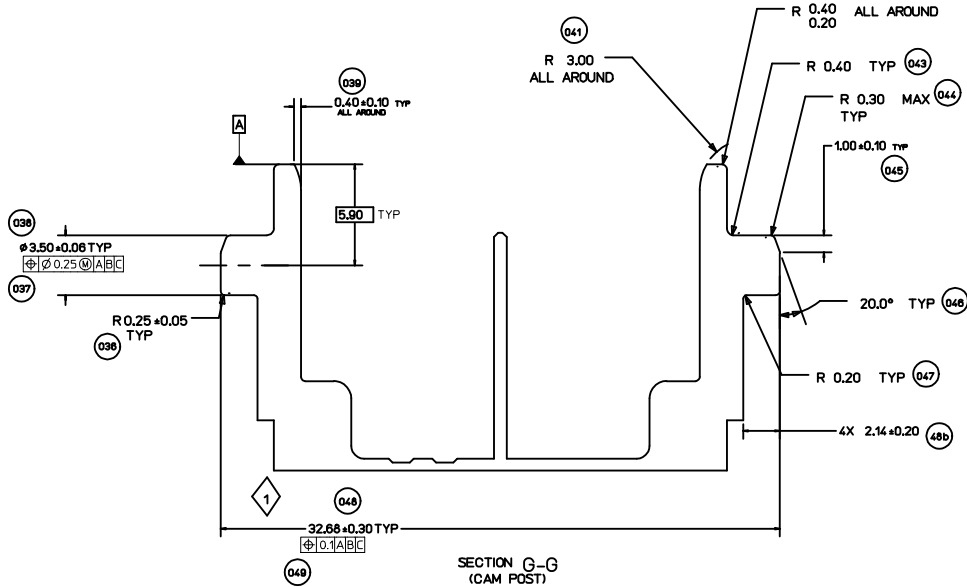 R 0.40 ALL AROUND
0.20
041
R 3.00
ALL AROUND
R 0.40 TYP 043
R 0.30 MAX 044
TYP
039
0.40±0.10 TYP
ALL AROUND
A
1.00±0.10 TYP
045
5.90 TYP
038
Ø3.50±0.06 TYP
⌖ Ø 0.25 Ⓜ A B C
037
R 0.25±0.05
TYP
036
20.0° TYP 046
R 0.20 TYP 047
4X 2.14±0.20 48b
1
048
32.68±0.30 TYP
⌖ 0.1 A B C
049
SECTION G-G
(CAM POST)